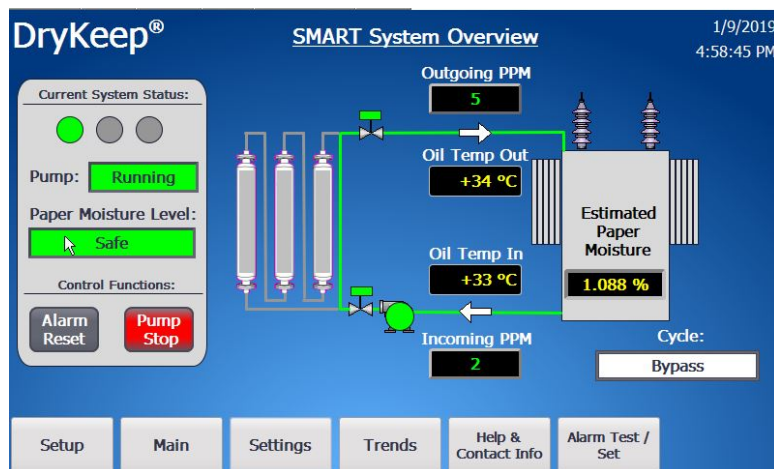 DryKeep®
SMART System Overview
1/9/2019
4:58:45 PM
Current System Status:
Pump:
Running
Paper Moisture Level:
Safe
Control Functions:
Alarm
Reset
Pump
Stop
Outgoing PPM
5
Oil Temp Out
+34 °C
Oil Temp In
+33 °C
Incoming PPM
2
Estimated
Paper
Moisture
1.088 %
Cycle:
Bypass
Setup
Main
Settings
Trends
Help &
Contact Info
Alarm Test /
Set